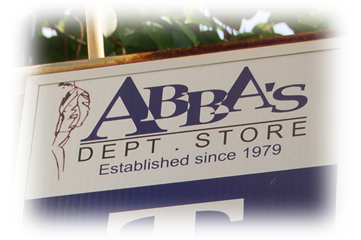 ABBA'S
DEPT . STORE
Established since 1979